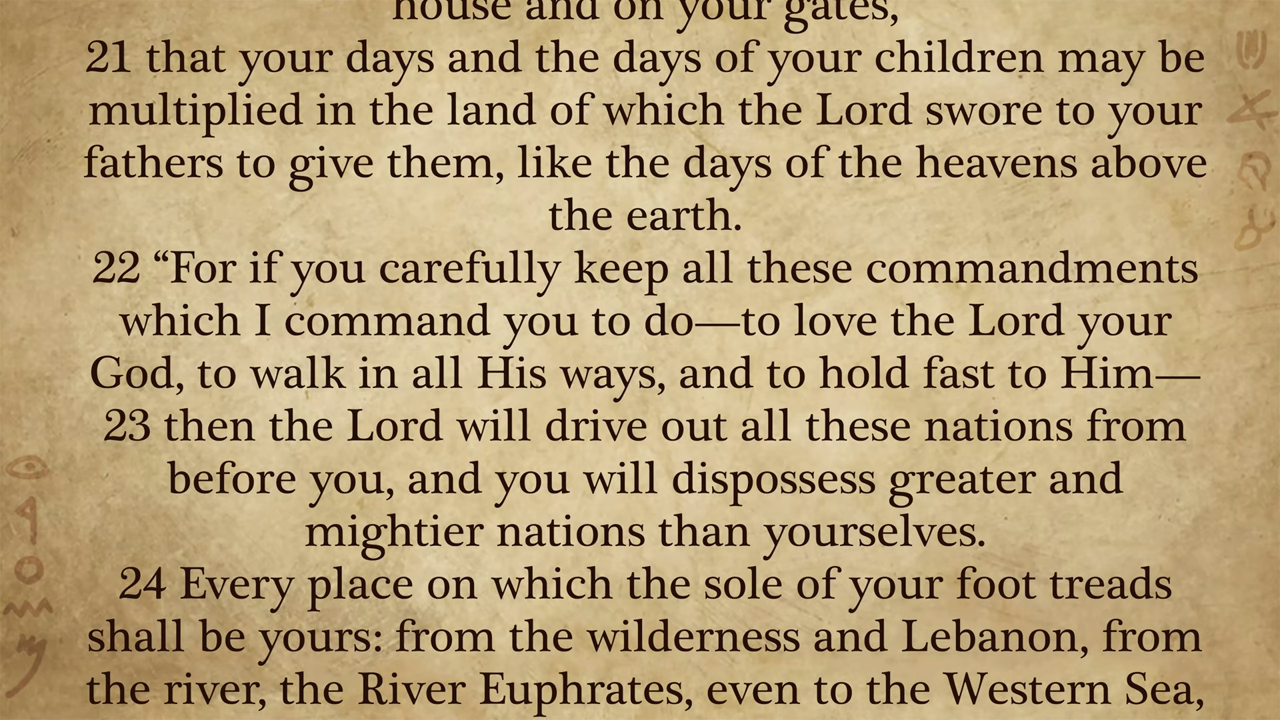 house and on your gates,
21 that your days and the days of your children may be
multiplied in the land of which the Lord swore to your
fathers to give them, like the days of the heavens above
the earth.
22 “For if you carefully keep all these commandments
which I command you to do—to love the Lord your
God, to walk in all His ways, and to hold fast to Him—
23 then the Lord will drive out all these nations from
before you, and you will dispossess greater and
mightier nations than yourselves.
24 Every place on which the sole of your foot treads
shall be yours: from the wilderness and Lebanon, from
the river, the River Euphrates, even to the Western Sea,